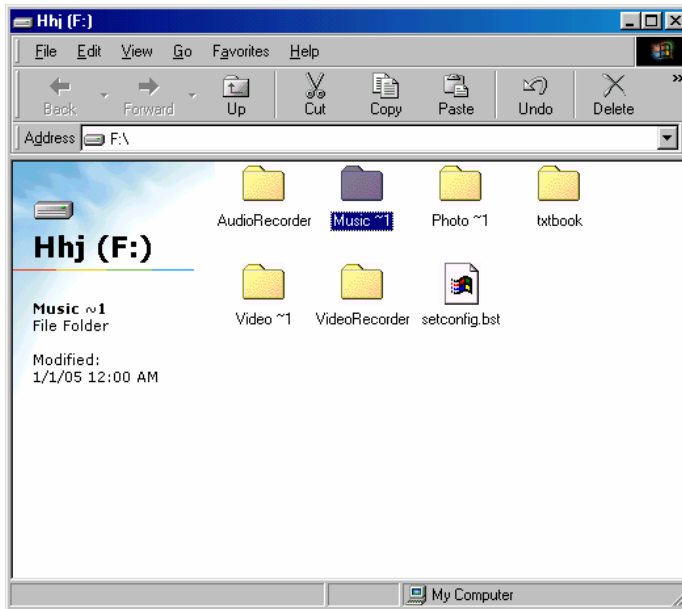 Hhj (F:)
File Edit View Go Favorites Help
Back Forward Up Cut Copy Paste Undo Delete »
Address F:\
Hhj (F:)
Music ~1
File Folder
Modified:
1/1/05 12:00 AM
AudioRecorder Music ~1 Photo ~1 txtbook
Video ~1 VideoRecorder setconfig.bst
My Computer